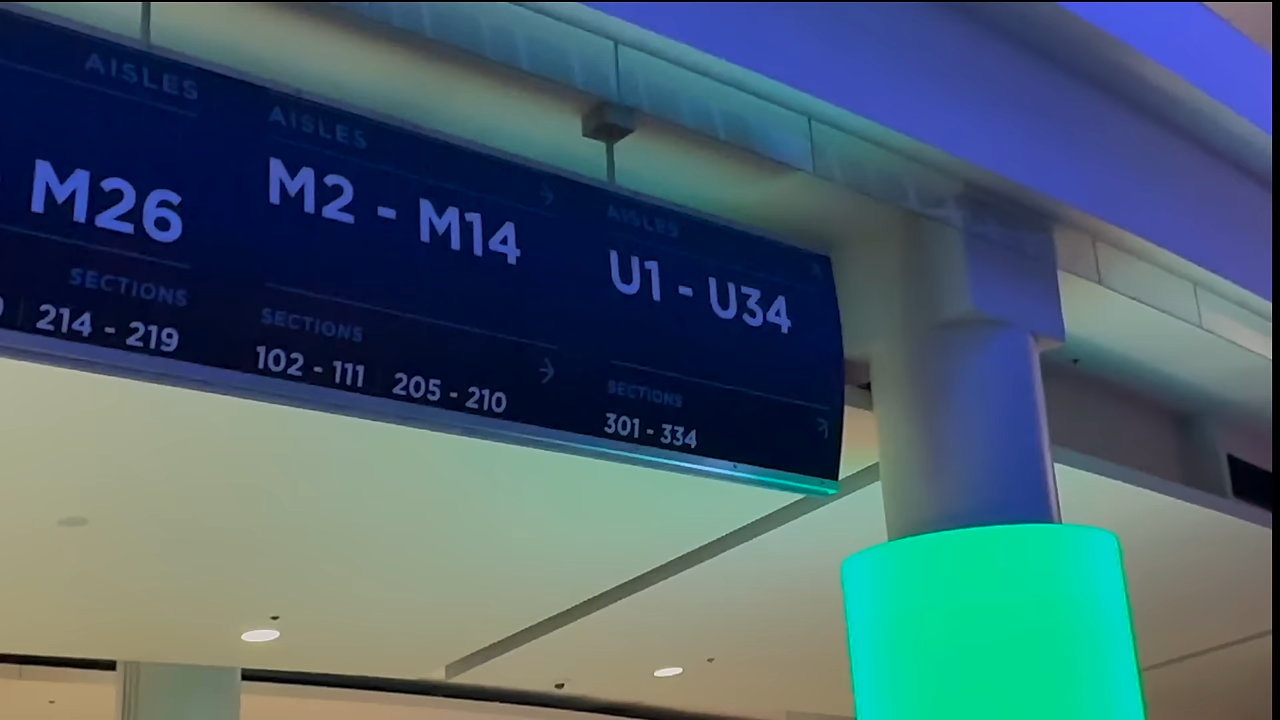 AISLES
M26
SECTIONS
214 - 219
AISLES
M2 - M14
SECTIONS
102 - 111 205 - 210
AISLES
U1 - U34
SECTIONS
301 - 334